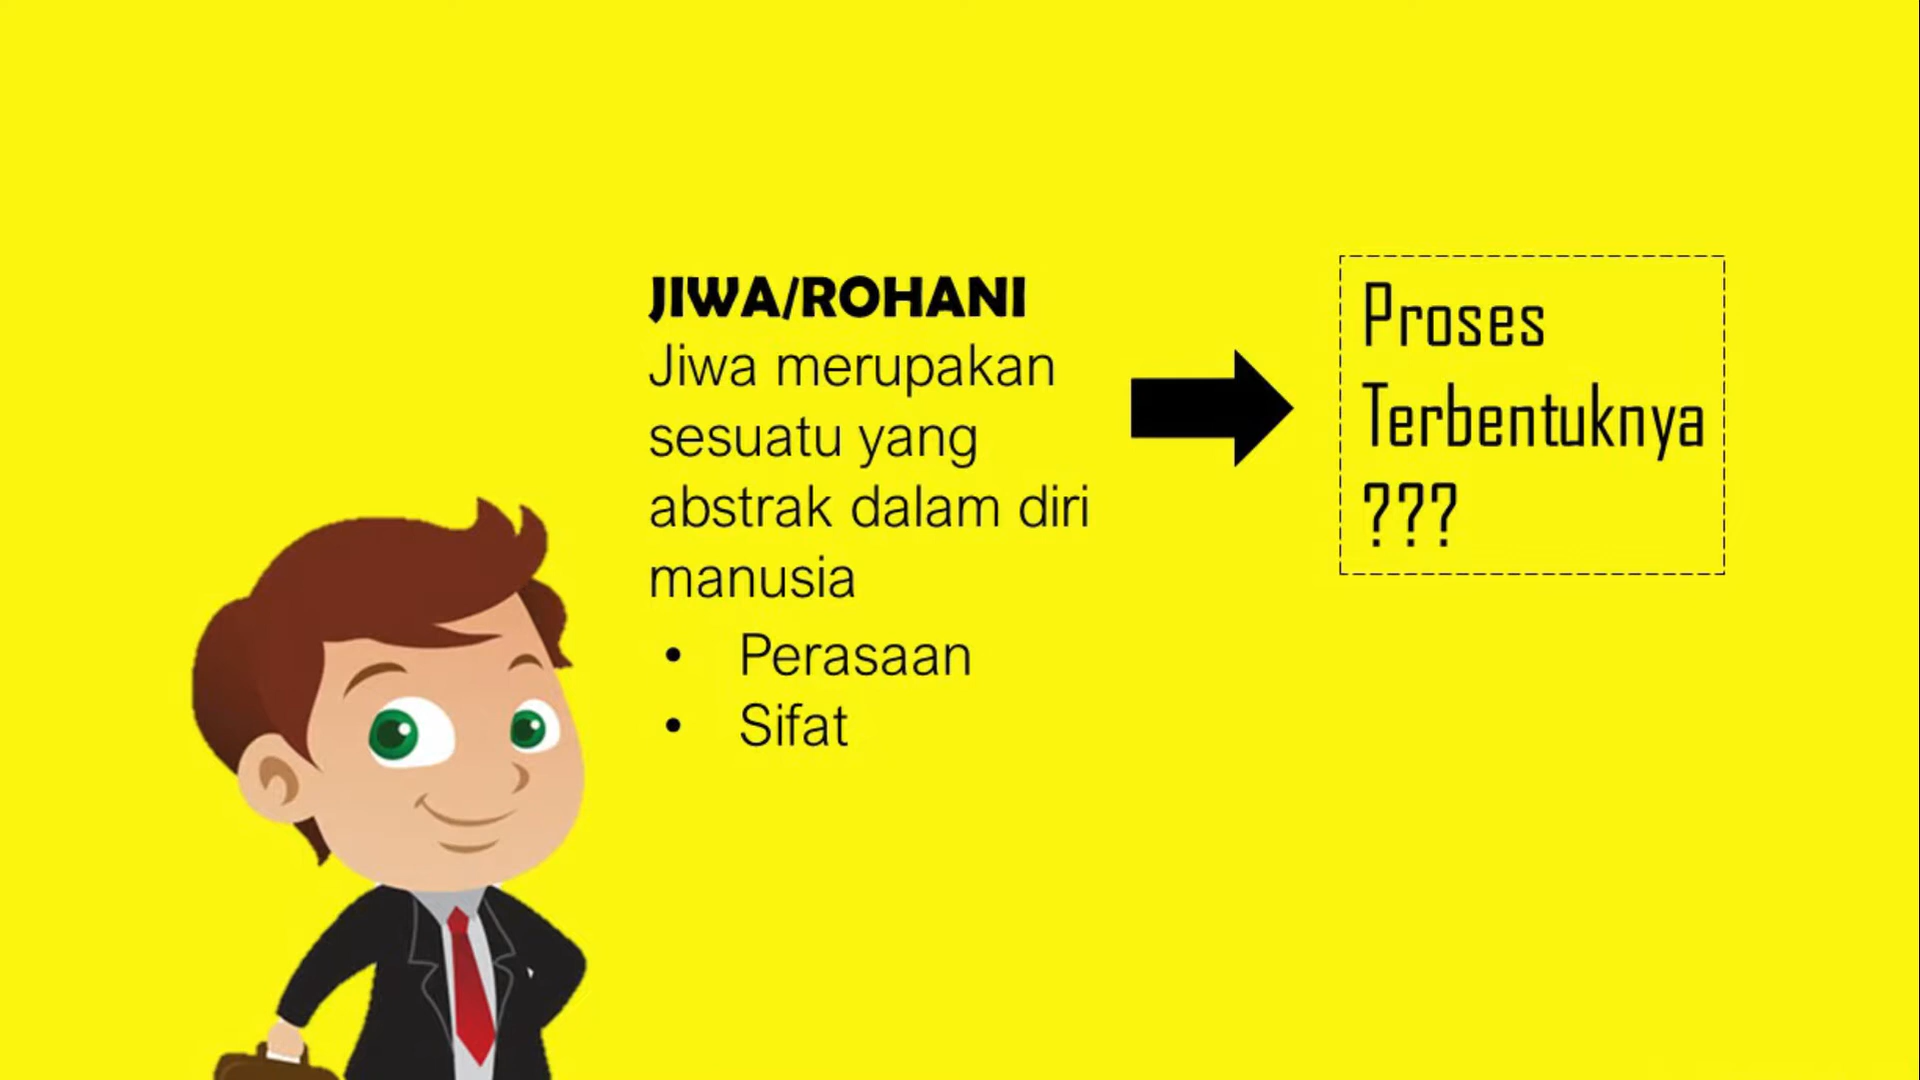 JIWA/ROHANI
Jiwa merupakan
sesuatu yang
abstrak dalam diri
manusia
• Perasaan
• Sifat
Proses
Terbentuknya
???